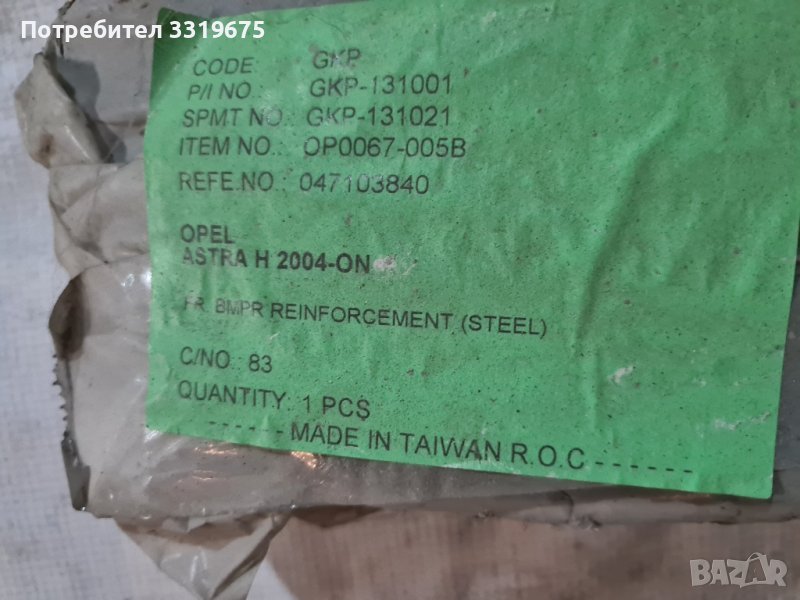 Потребител 3319675
CODE: GKP
P/I NO.: GKP-131001
SPMT NO.: GKP-131021
ITEM NO.: OP0067-005B
REFE.NO.: 047103840
OPEL
ASTRA H 2004-ON
FR. BMPR REINFORCEMENT (STEEL)
C/NO.: 83
QUANTITY: 1 PCS
------MADE IN TAIWAN R.O.C------
BAZAR